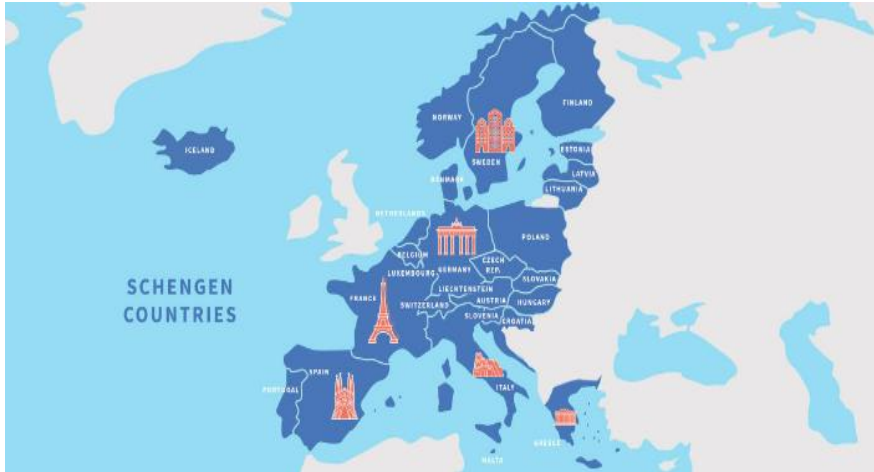 ICELAND
NORWAY
FINLAND
SWEDEN
ESTONIA
LATVIA
LITHUANIA
DENMARK
NETHERLANDS
POLAND
BELGIUM
GERMANY
CZECH
REP.
LUXEMBOURG
SLOVAKIA
LIECHTENSTEIN
SCHENGEN
COUNTRIES
FRANCE
SWITZERLAND
AUSTRIA
HUNGARY
SLOVENIA
CROATIA
SPAIN
PORTUGAL
ITALY
GREECE
MALTA